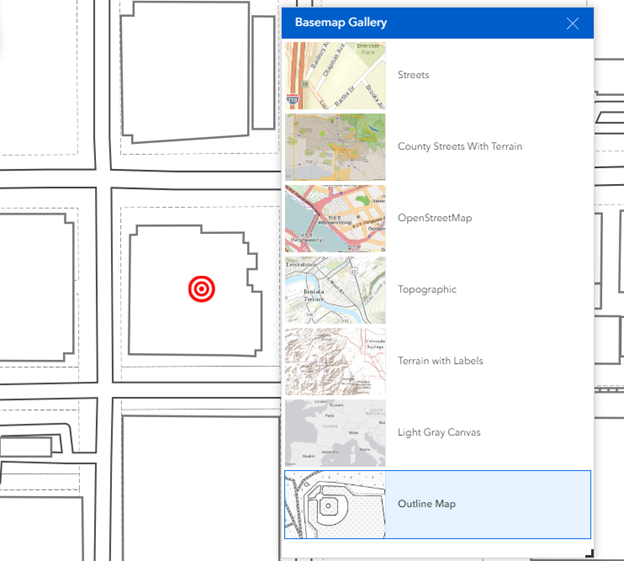 Basemap Gallery
Streets
County Streets With Terrain
OpenStreetMap
Topographic
Terrain with Labels
Light Gray Canvas
Outline Map